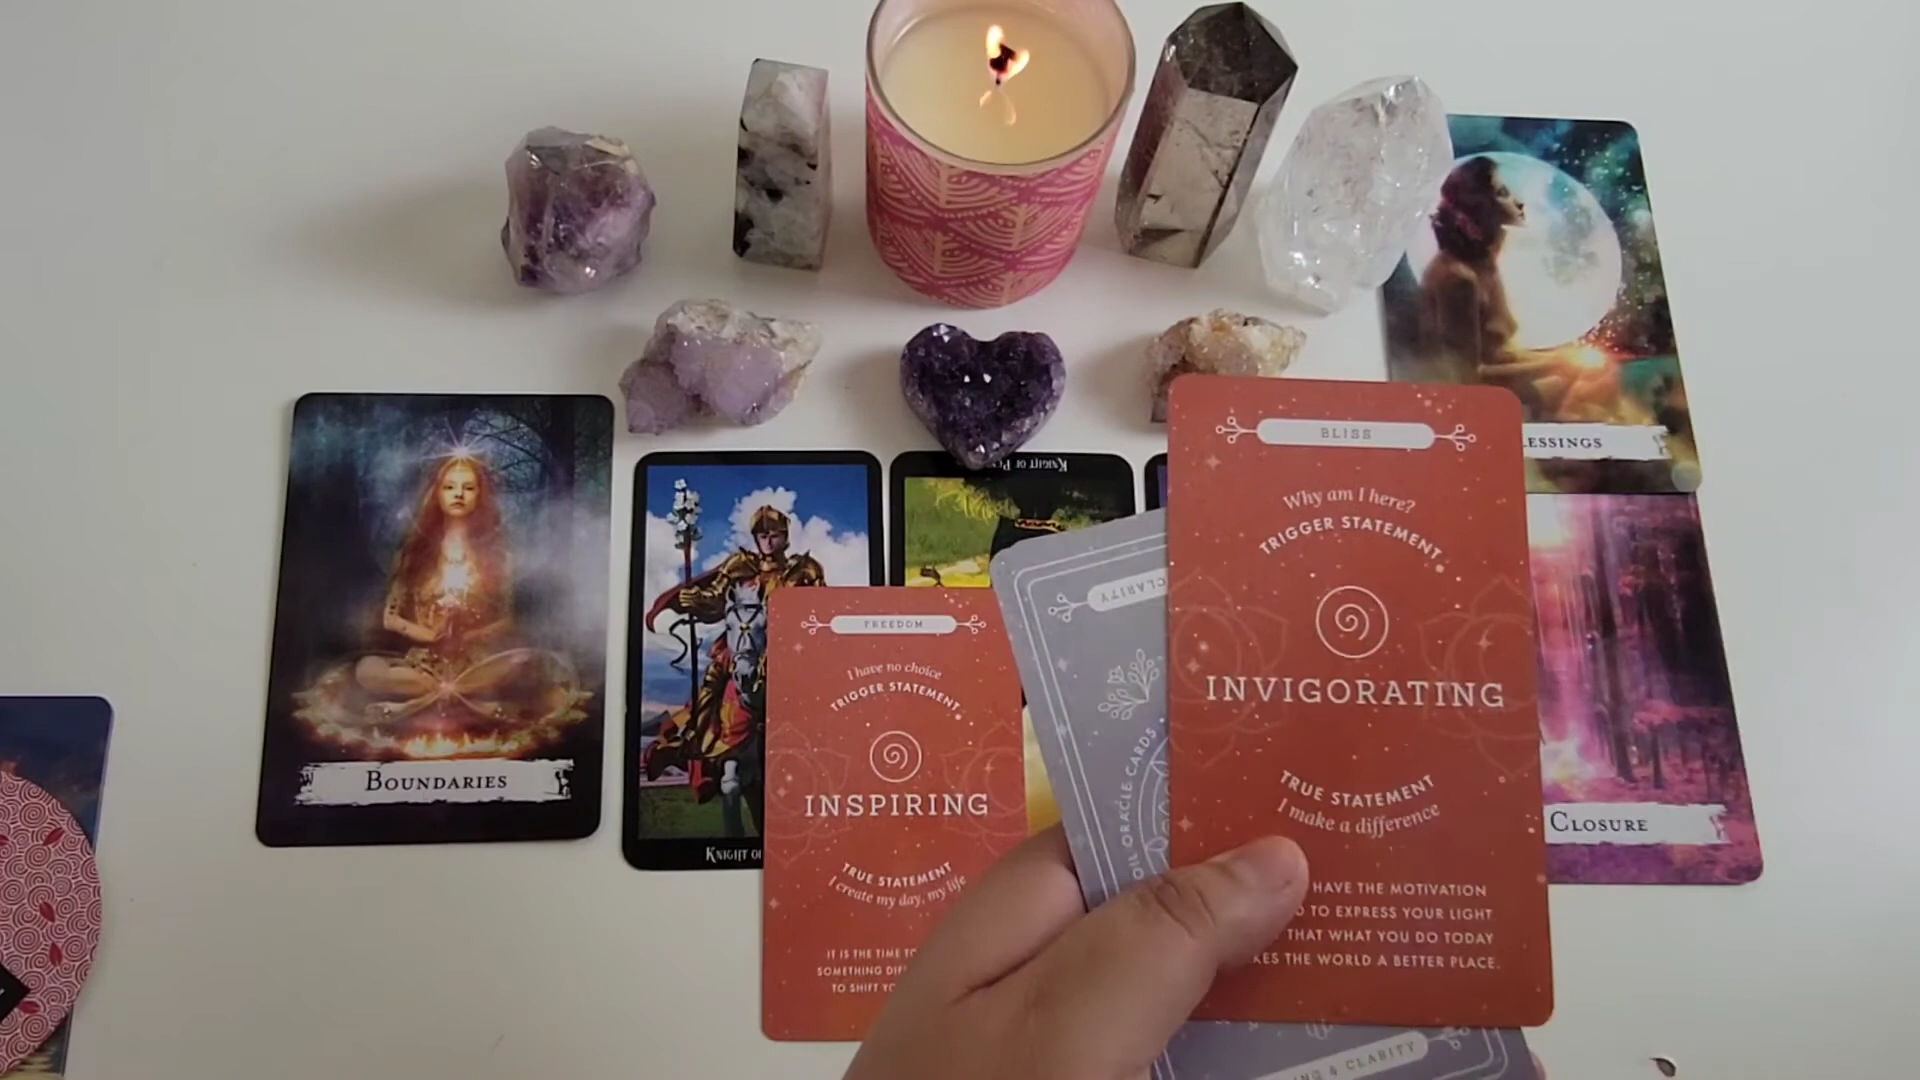 LESSINGS
BOUNDARIES
KNIGHT OF
KNIGHT OF
CLOSURE
FREEDOM
I have no choice
TRIGGER STATEMENT
INSPIRING
TRUE STATEMENT
I create my day, my life
IT IS THE TIME TO
SOMETHING
TO SHIFT
CLARITY
OIL ORACLE CARDS
BLISS
Why am I here?
TRIGGER STATEMENT
INVIGORATING
TRUE STATEMENT
I make a difference
HAVE THE MOTIVATION
TO EXPRESS YOUR LIGHT
THAT WHAT YOU DO TODAY
KES THE WORLD A BETTER PLACE.
NG & CLARITY